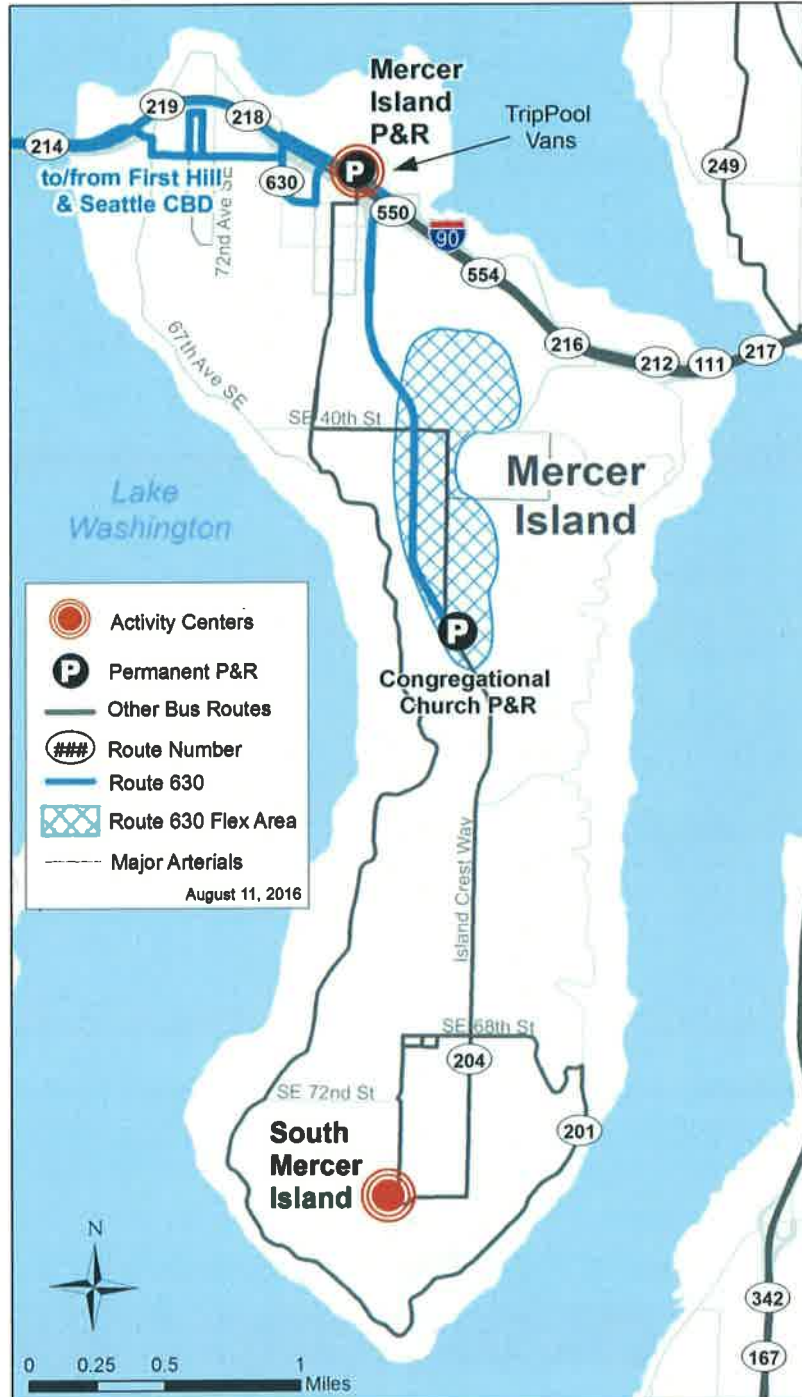 Mercer
Island
P&R
TripPool
Vans
219
218
214
630
to/from First Hill
& Seattle CBD
72nd Ave SE
249
550
90
554
216
212
111
217
67th Ave SE
SE 40th St
Mercer
Island
Lake
Washington
Activity Centers
P
Permanent P&R
Other Bus Routes
### Route Number
Route 630
Route 630 Flex Area
Major Arterials
August 11, 2016
P
P
Congregational
Church P&R
Island Crest Way
SE 68th St
204
SE 72nd St
201
South
Mercer
Island
N
342
167
0 0.25 0.5 1
Miles